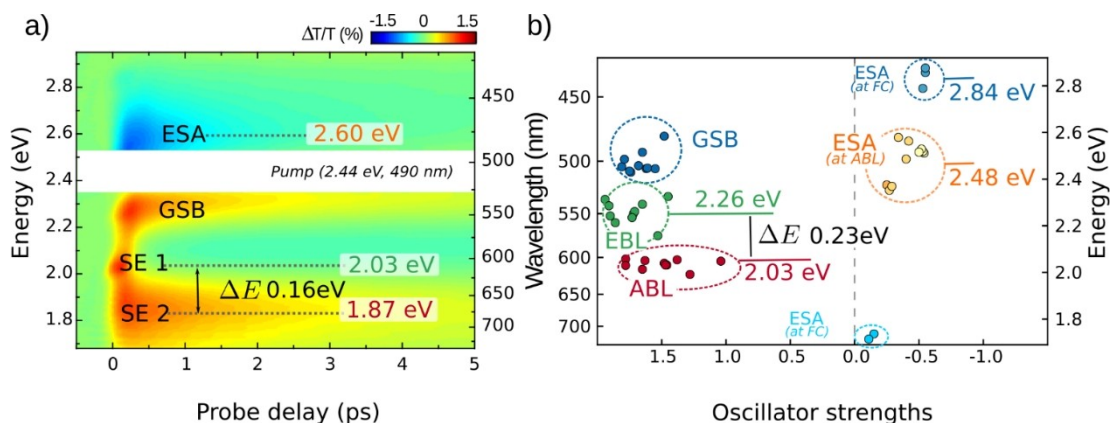 a)
ΔT/T (%)
-1.5 0 1.5
2.8
2.6
2.4
2.2
2.0
1.8
Energy (eV)
ESA
2.60 eV
Pump (2.44 eV, 490 nm)
GSB
SE 1
2.03 eV
ΔE 0.16eV
SE 2
1.87 eV
450
500
550
600
650
700
Wavelength (nm)
0 1 2 3 4 5
Probe delay (ps)
b)
450
500
550
600
650
700
GSB
EBL
2.26 eV
ΔE 0.23eV
2.03 eV
ABL
ESA
(at FC)
2.84 eV
ESA
(at ABL)
2.48 eV
ESA
(at FC)
2.8
2.6
2.4
2.2
2.0
1.8
Energy (eV)
1.5 1.0 0.5 0.0 -0.5 -1.0
Oscillator strengths